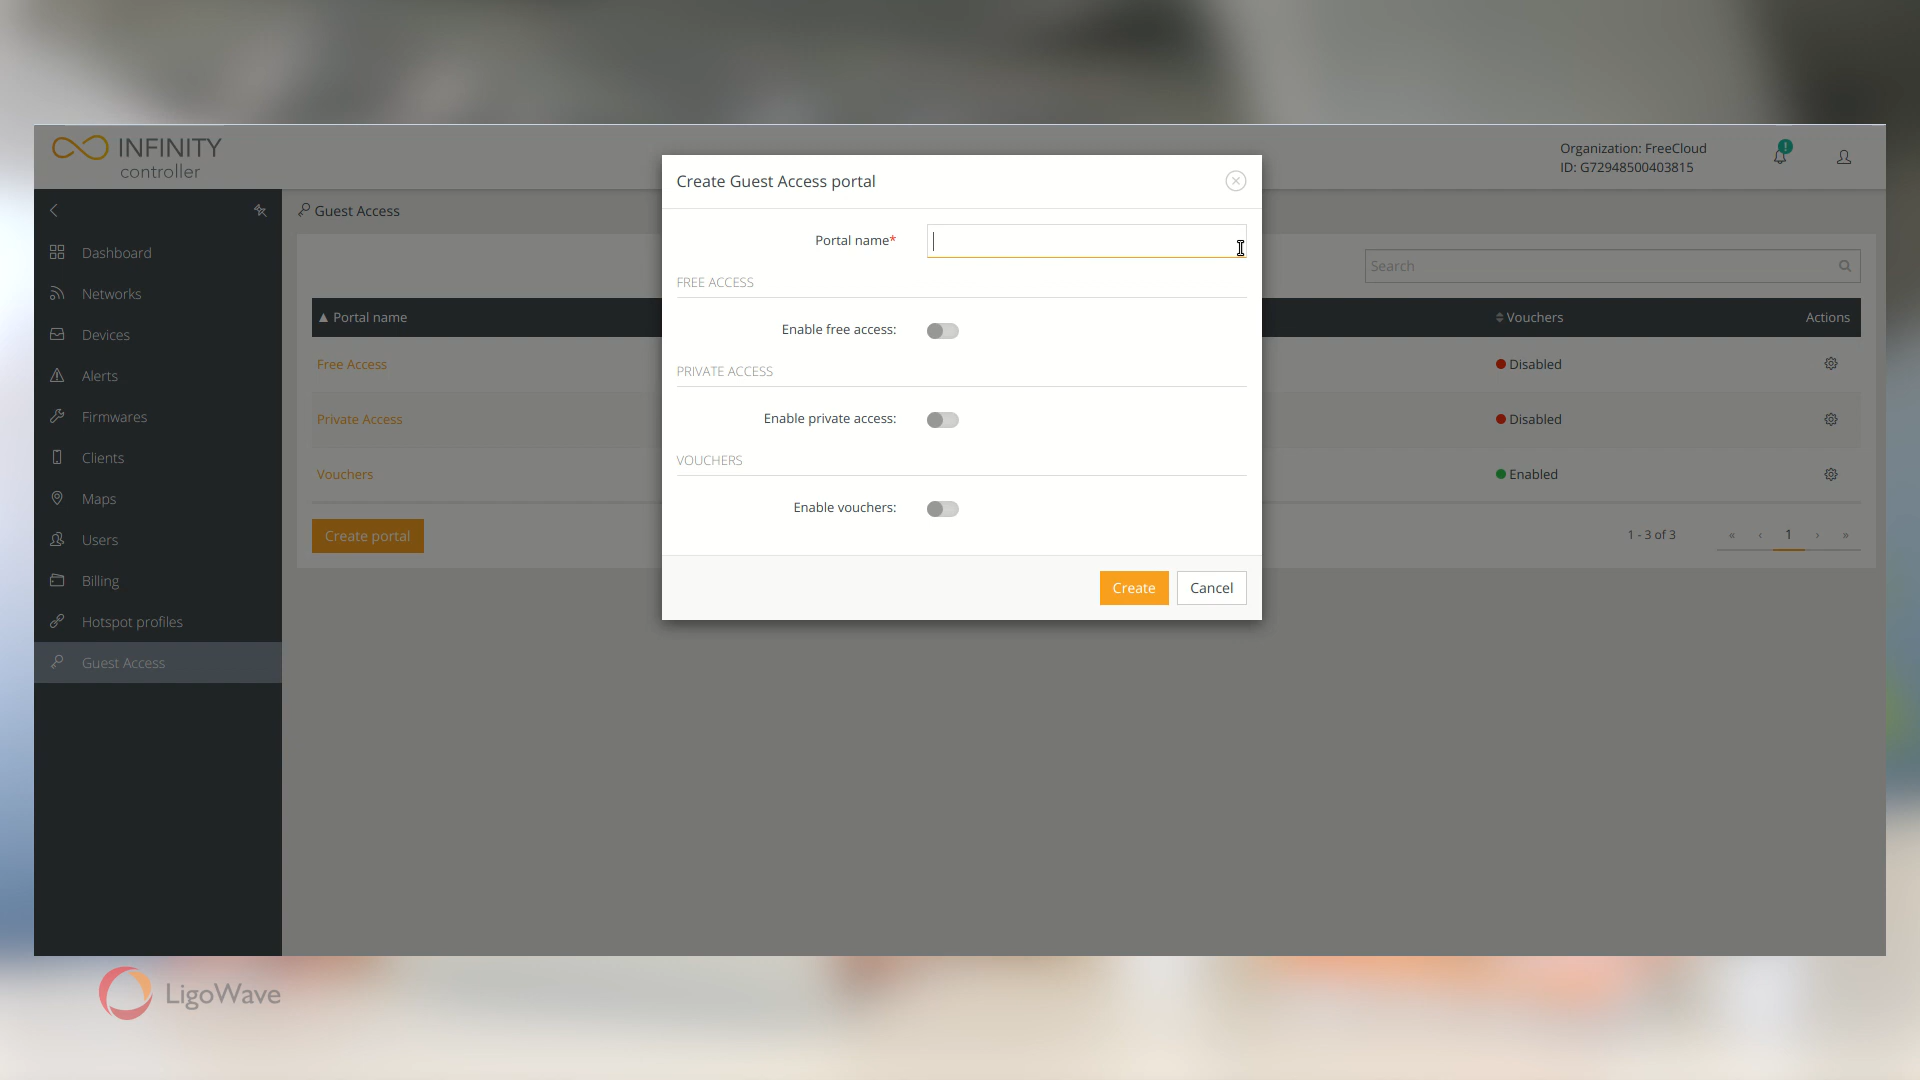 INFINITY
controller
Organization: FreeCloud
ID: G72948500403815
!
Dashboard
Networks
Devices
Alerts
Firmwares
Clients
Maps
Users
Billing
Hotspot profiles
Guest Access
Guest Access
Search
Portal name
Vouchers
Actions
Free Access
Disabled
Private Access
Disabled
Vouchers
Enabled
Create portal
1 - 3 of 3
« ‹ 1 › »
Create Guest Access portal
Portal name*
FREE ACCESS
Enable free access:
PRIVATE ACCESS
Enable private access:
VOUCHERS
Enable vouchers:
Create
Cancel
LigoWave